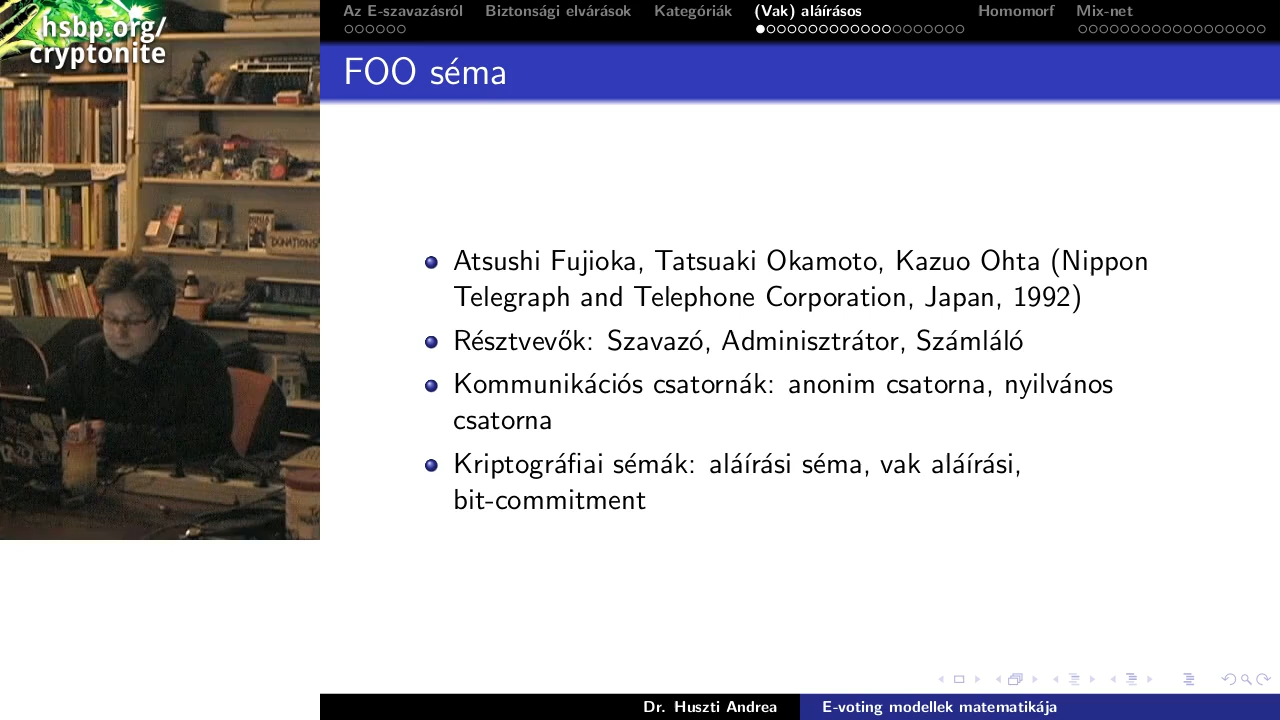 hsbp.org/
cryptonite
DONATIONS
Az E-szavazásról Biztonsági elvárások Kategóriák (Vak) aláírásos Homomorf Mix-net
FOO séma
Atsushi Fujioka, Tatsuaki Okamoto, Kazuo Ohta (Nippon
Telegraph and Telephone Corporation, Japan, 1992)
Résztvevők: Szavazó, Adminisztrátor, Számláló
Kommunikációs csatornák: anonim csatorna, nyilvános
csatorna
Kriptográfiai sémák: aláírási séma, vak aláírási,
bit-commitment
Dr. Huszti Andrea E-voting modellek matematikája